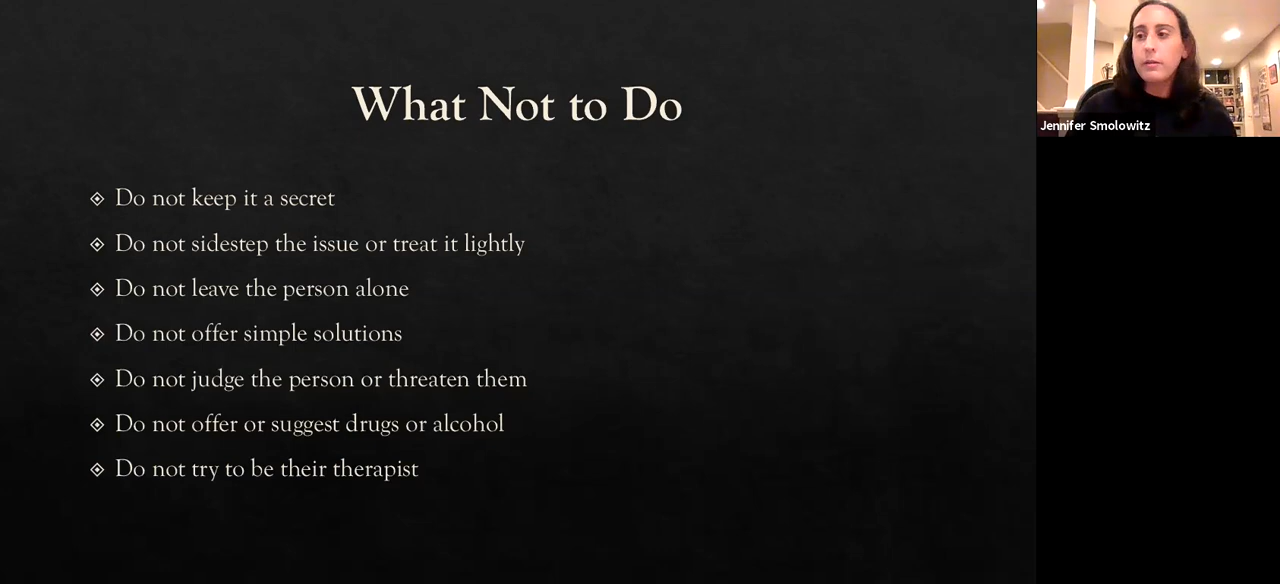 What Not to Do
Do not keep it a secret
Do not sidestep the issue or treat it lightly
Do not leave the person alone
Do not offer simple solutions
Do not judge the person or threaten them
Do not offer or suggest drugs or alcohol
Do not try to be their therapist
Jennifer Smolowitz